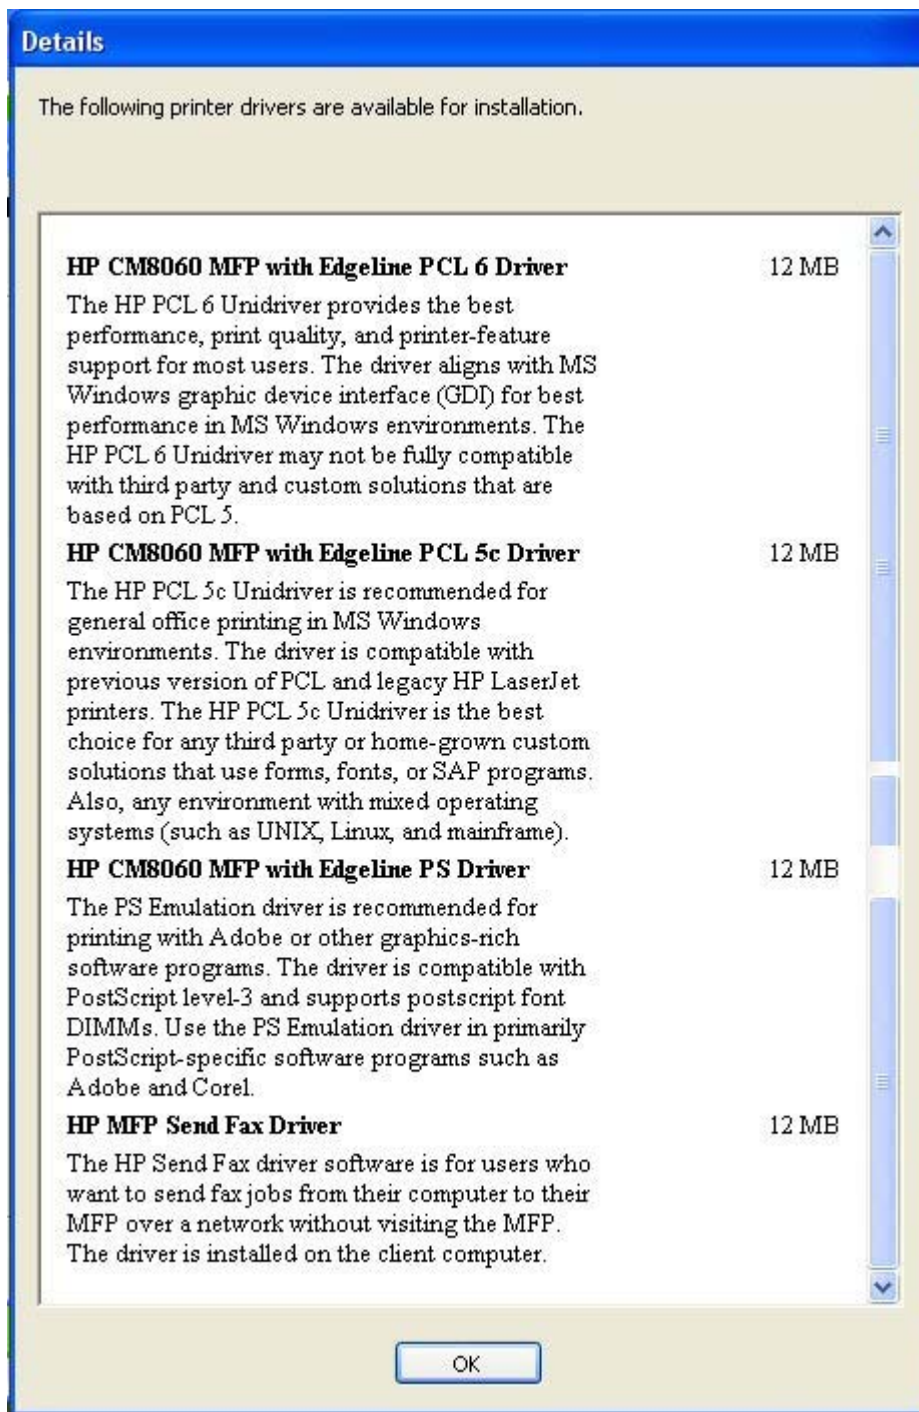 Details
The following printer drivers are available for installation.
HP CM8060 MFP with Edgeline PCL 6 Driver 12 MB
The HP PCL 6 Unidriver provides the best
performance, print quality, and printer-feature
support for most users. The driver aligns with MS
Windows graphic device interface (GDI) for best
performance in MS Windows environments. The
HP PCL 6 Unidriver may not be fully compatible
with third party and custom solutions that are
based on PCL 5.
HP CM8060 MFP with Edgeline PCL 5c Driver 12 MB
The HP PCL 5c Unidriver is recommended for
general office printing in MS Windows
environments. The driver is compatible with
previous version of PCL and legacy HP LaserJet
printers. The HP PCL 5c Unidriver is the best
choice for any third party or home-grown custom
solutions that use forms, fonts, or SAP programs.
Also, any environment with mixed operating
systems (such as UNIX, Linux, and mainframe).
HP CM8060 MFP with Edgeline PS Driver 12 MB
The PS Emulation driver is recommended for
printing with Adobe or other graphics-rich
software programs. The driver is compatible with
PostScript level-3 and supports postscript font
DIMMs. Use the PS Emulation driver in primarily
PostScript-specific software programs such as
Adobe and Corel.
HP MFP Send Fax Driver 12 MB
The HP Send Fax driver software is for users who
want to send fax jobs from their computer to their
MFP over a network without visiting the MFP.
The driver is installed on the client computer.
OK